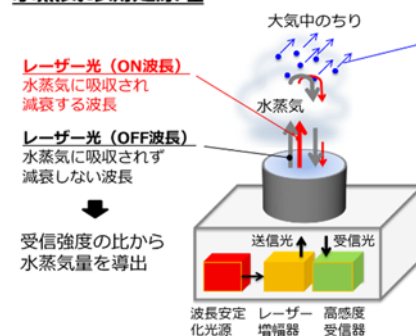 大気中のちり
レーザー光（ON波長）
水蒸気に吸収され
減衰する波長
水蒸気
レーザー光（OFF波長）
水蒸気に吸収されず
減衰しない波長
受信強度の比から
水蒸気量を導出
送信光
受信光
波長安定
化光源
レーザー
増幅器
高感度
受信器